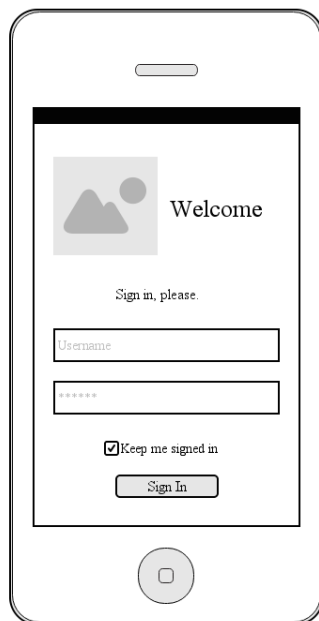 Welcome
Sign in, please.
Username
******
Keep me signed in
Sign In